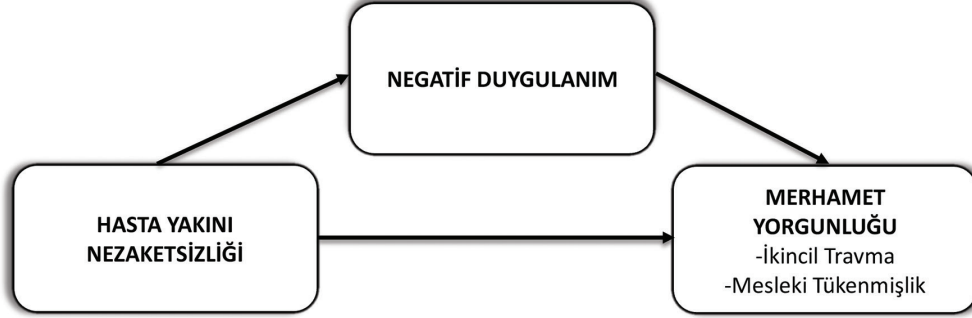 NEGATİF DUYGULANIM
HASTA YAKINI
NEZAKETSİZLİĞİ
MERHAMET
YORGUNLUĞU
-İkincil Travma
-Mesleki Tükenmişlik